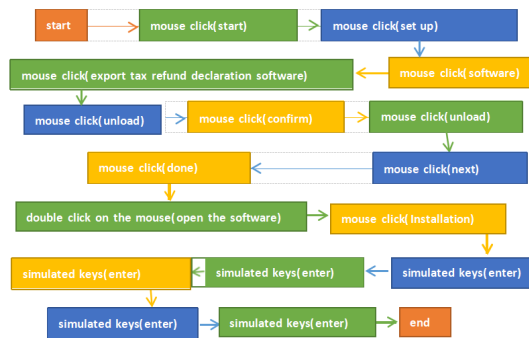 start
mouse click(start)
mouse click(set up)
mouse click(export tax refund declaration software)
mouse click(software)
mouse click(unload)
mouse click(confirm)
mouse click(unload)
mouse click(done)
mouse click(next)
double click on the mouse(open the software)
mouse click(Installation)
simulated keys(enter)
simulated keys(enter)
simulated keys(enter)
simulated keys(enter)
simulated keys(enter)
end